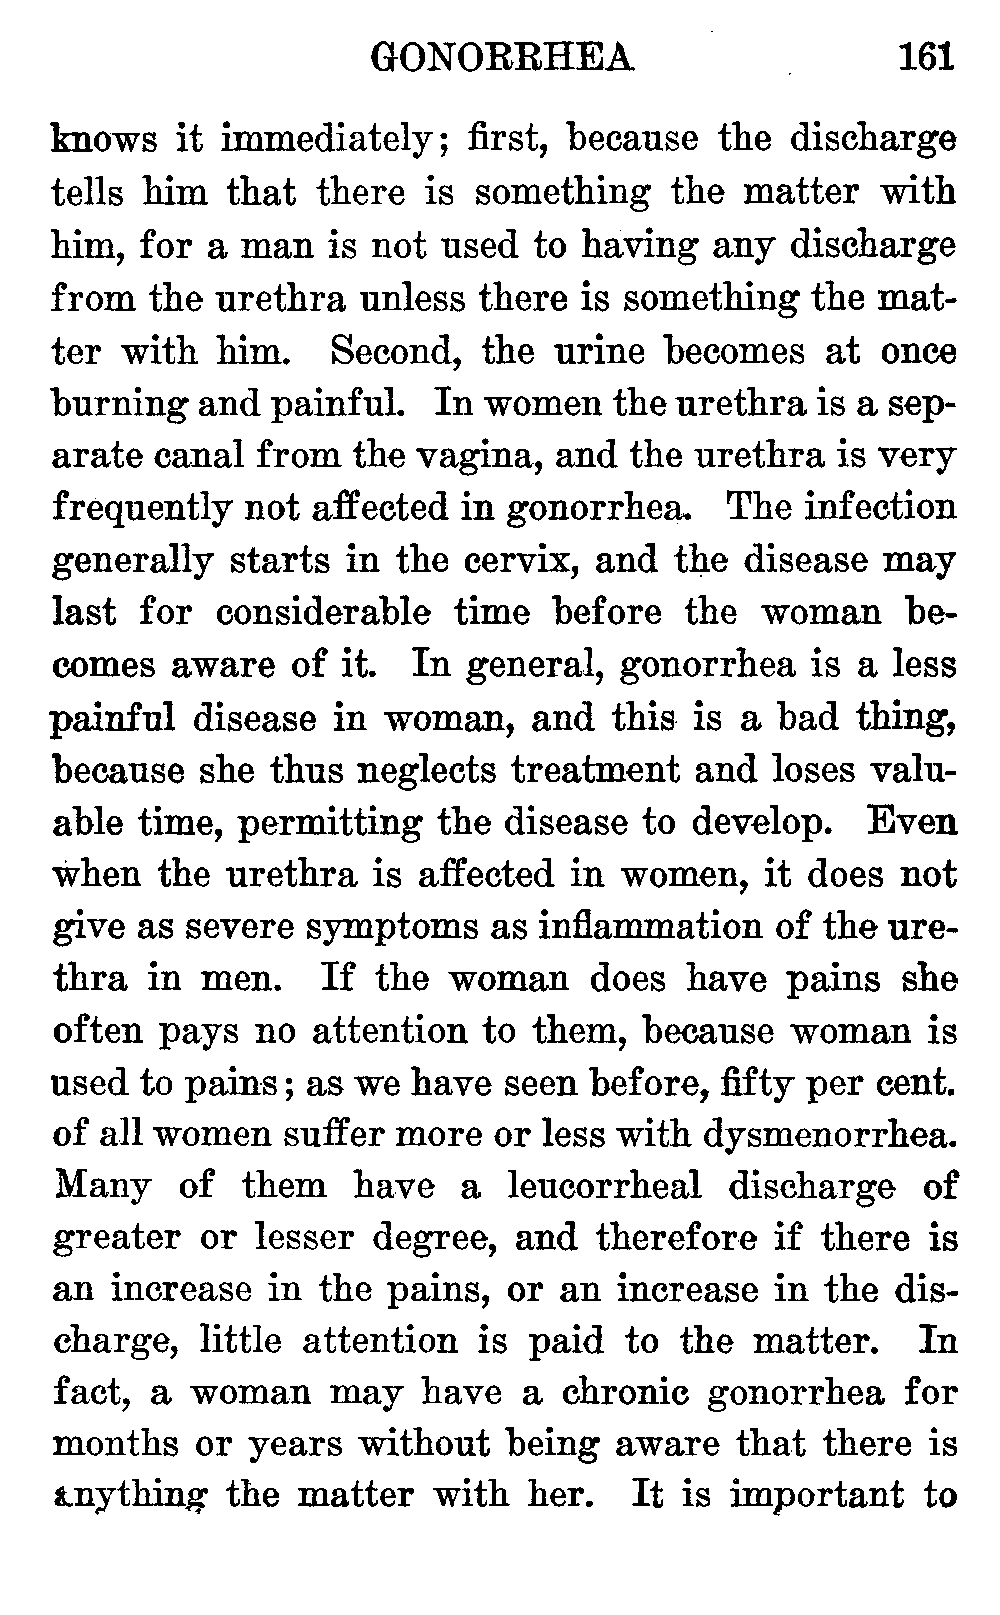 GONORRHEA 161
knows it immediately; first, because the discharge
tells him that there is something the matter with
him, for a man is not used to having any discharge
from the urethra unless there is something the mat-
ter with him. Second, the urine becomes at once
burning and painful. In women the urethra is a sep-
arate canal from the vagina, and the urethra is very
frequently not affected in gonorrhea. The infection
generally starts in the cervix, and the disease may
last for considerable time before the woman be-
comes aware of it. In general, gonorrhea is a less
painful disease in woman, and this is a bad thing,
because she thus neglects treatment and loses valu-
able time, permitting the disease to develop. Even
when the urethra is affected in women, it does not
give as severe symptoms as inflammation of the ure-
thra in men. If the woman does have pains she
often pays no attention to them, because woman is
used to pains; as we have seen before, fifty per cent.
of all women suffer more or less with dysmenorrhea.
Many of them have a leucorrheal discharge of
greater or lesser degree, and therefore if there is
an increase in the pains, or an increase in the dis-
charge, little attention is paid to the matter. In
fact, a woman may have a chronic gonorrhea for
months or years without being aware that there is
anything the matter with her. It is important to